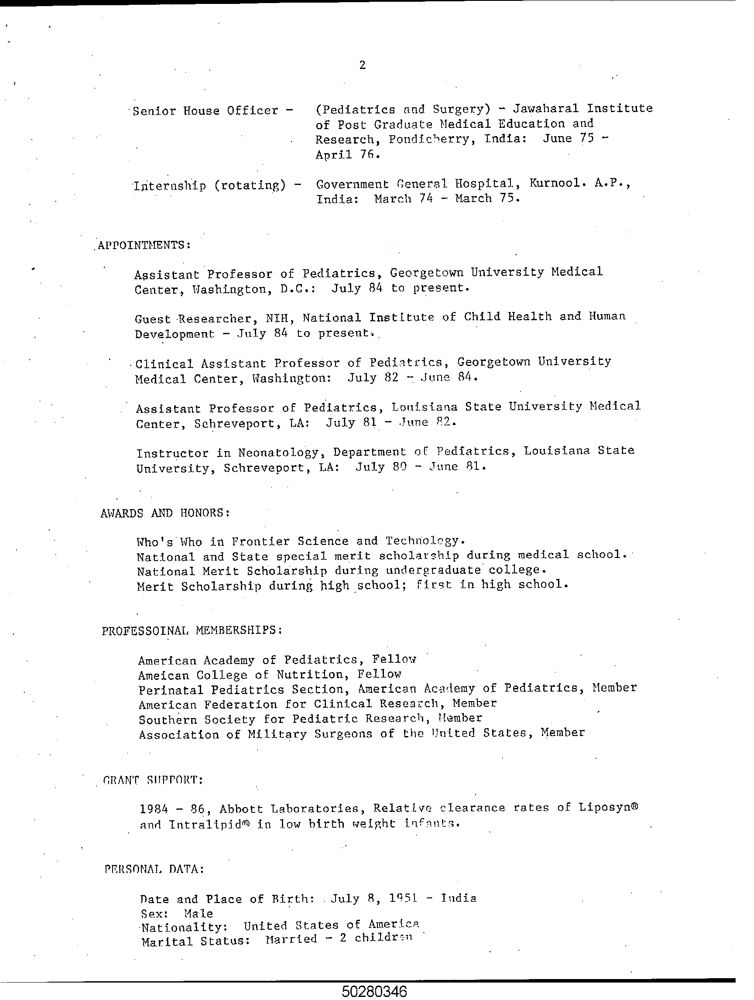 2
Senior House Officer - (Pediatrics and Surgery) - Jawaharal Institute
of Post Graduate Medical Education and
Research, Pondicherry, India: June 75 -
April 76.
Internship (rotating) - Government General Hospital, Kurnool. A.P.,
India: March 74 - March 75.
APPOINTMENTS:
Assistant Professor of Pediatrics, Georgetown University Medical
Center, Washington, D.C.: July 84 to present.
Guest Researcher, NIH, National Institute of Child Health and Human
Development - July 84 to present.
Clinical Assistant Professor of Pediatrics, Georgetown University
Medical Center, Washington: July 82 - June 84.
Assistant Professor of Pediatrics, Louisiana State University Medical
Center, Schreveport, LA: July 81 - June 82.
Instructor in Neonatology, Department of Pediatrics, Louisiana State
University, Schreveport, LA: July 80 - June 81.
AWARDS AND HONORS:
Who's Who in Frontier Science and Technology.
National and State special merit scholarship during medical school.
National Merit Scholarship during undergraduate college.
Merit Scholarship during high school; first in high school.
PROFESSOINAL MEMBERSHIPS:
American Academy of Pediatrics, Fellow
Ameican College of Nutrition, Fellow
Perinatal Pediatrics Section, American Academy of Pediatrics, Member
American Federation for Clinical Research, Member
Southern Society for Pediatric Research, Member
Association of Military Surgeons of the United States, Member
GRANT SUPPORT:
1984 - 86, Abbott Laboratories, Relative clearance rates of Liposyn®
and Intralipid® in low birth weight infants.
PERSONAL DATA:
Date and Place of Birth: July 8, 1951 - India
Sex: Male
Nationality: United States of America
Marital Status: Married - 2 children
50280346